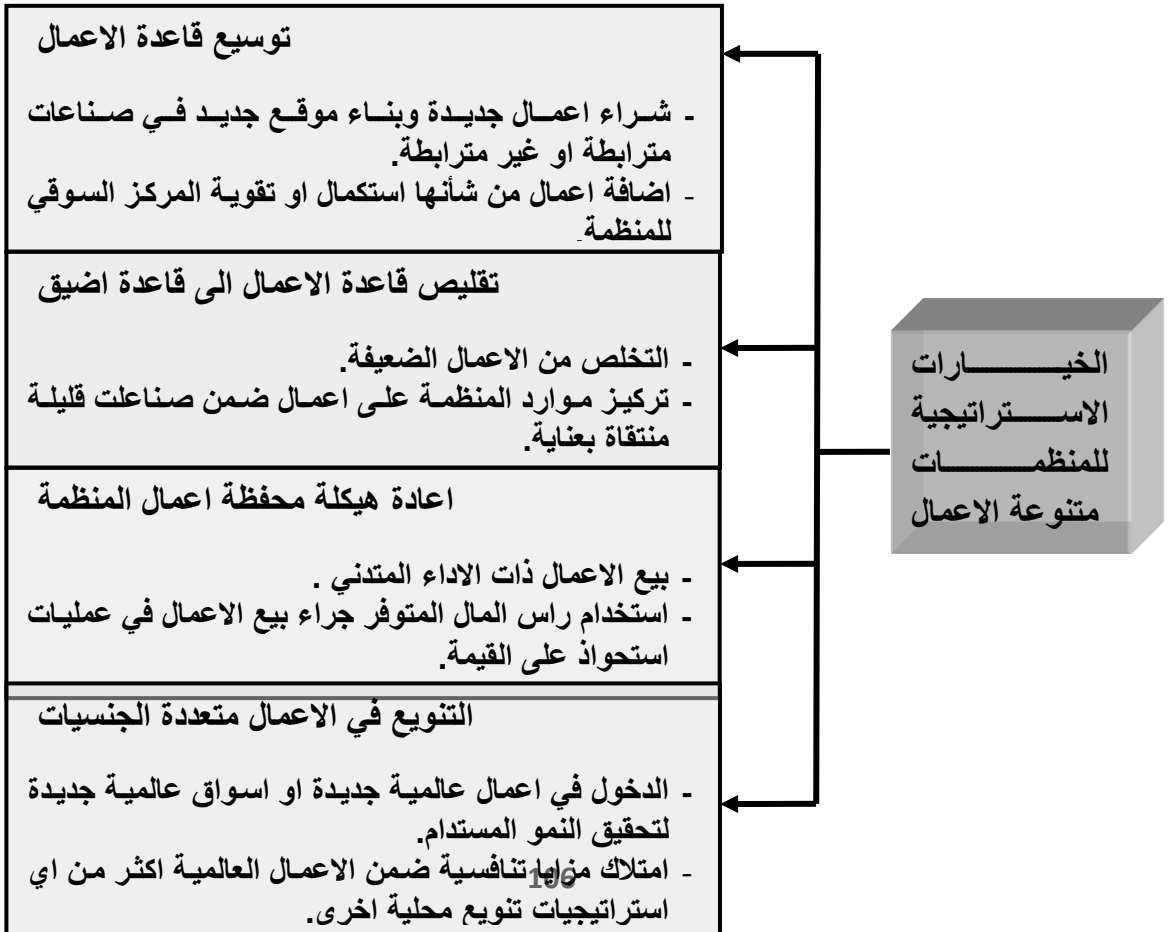 توسيع قاعدة الاعمال
- شراء اعمال جديدة وبناء موقع جديد في صناعات
مترابطة او غير مترابطة.
- اضافة اعمال من شأنها استكمال او تقوية المركز السوقي
للمنظمة.
تقليص قاعدة الاعمال الى قاعدة اضيق
- التخلص من الاعمال الضعيفة.
- تركيز موارد المنظمة على اعمال ضمن صناعلت قليلة
منتقاة بعناية.
اعادة هيكلة محفظة اعمال المنظمة
- بيع الاعمال ذات الاداء المتدني .
- استخدام راس المال المتوفر جراء بيع الاعمال في عمليات
استحواذ على القيمة.
التنويع في الاعمال متعددة الجنسيات
- الدخول في اعمال عالمية جديدة او اسواق عالمية جديدة
لتحقيق النمو المستدام.
- امتلاك مزايا تنافسية ضمن الاعمال العالمية اكثر من اي
استراتيجيات تنويع محلية اخرى.
106
الخيارات
الاستراتيجية
للمنظمات
متنوعة الاعمال